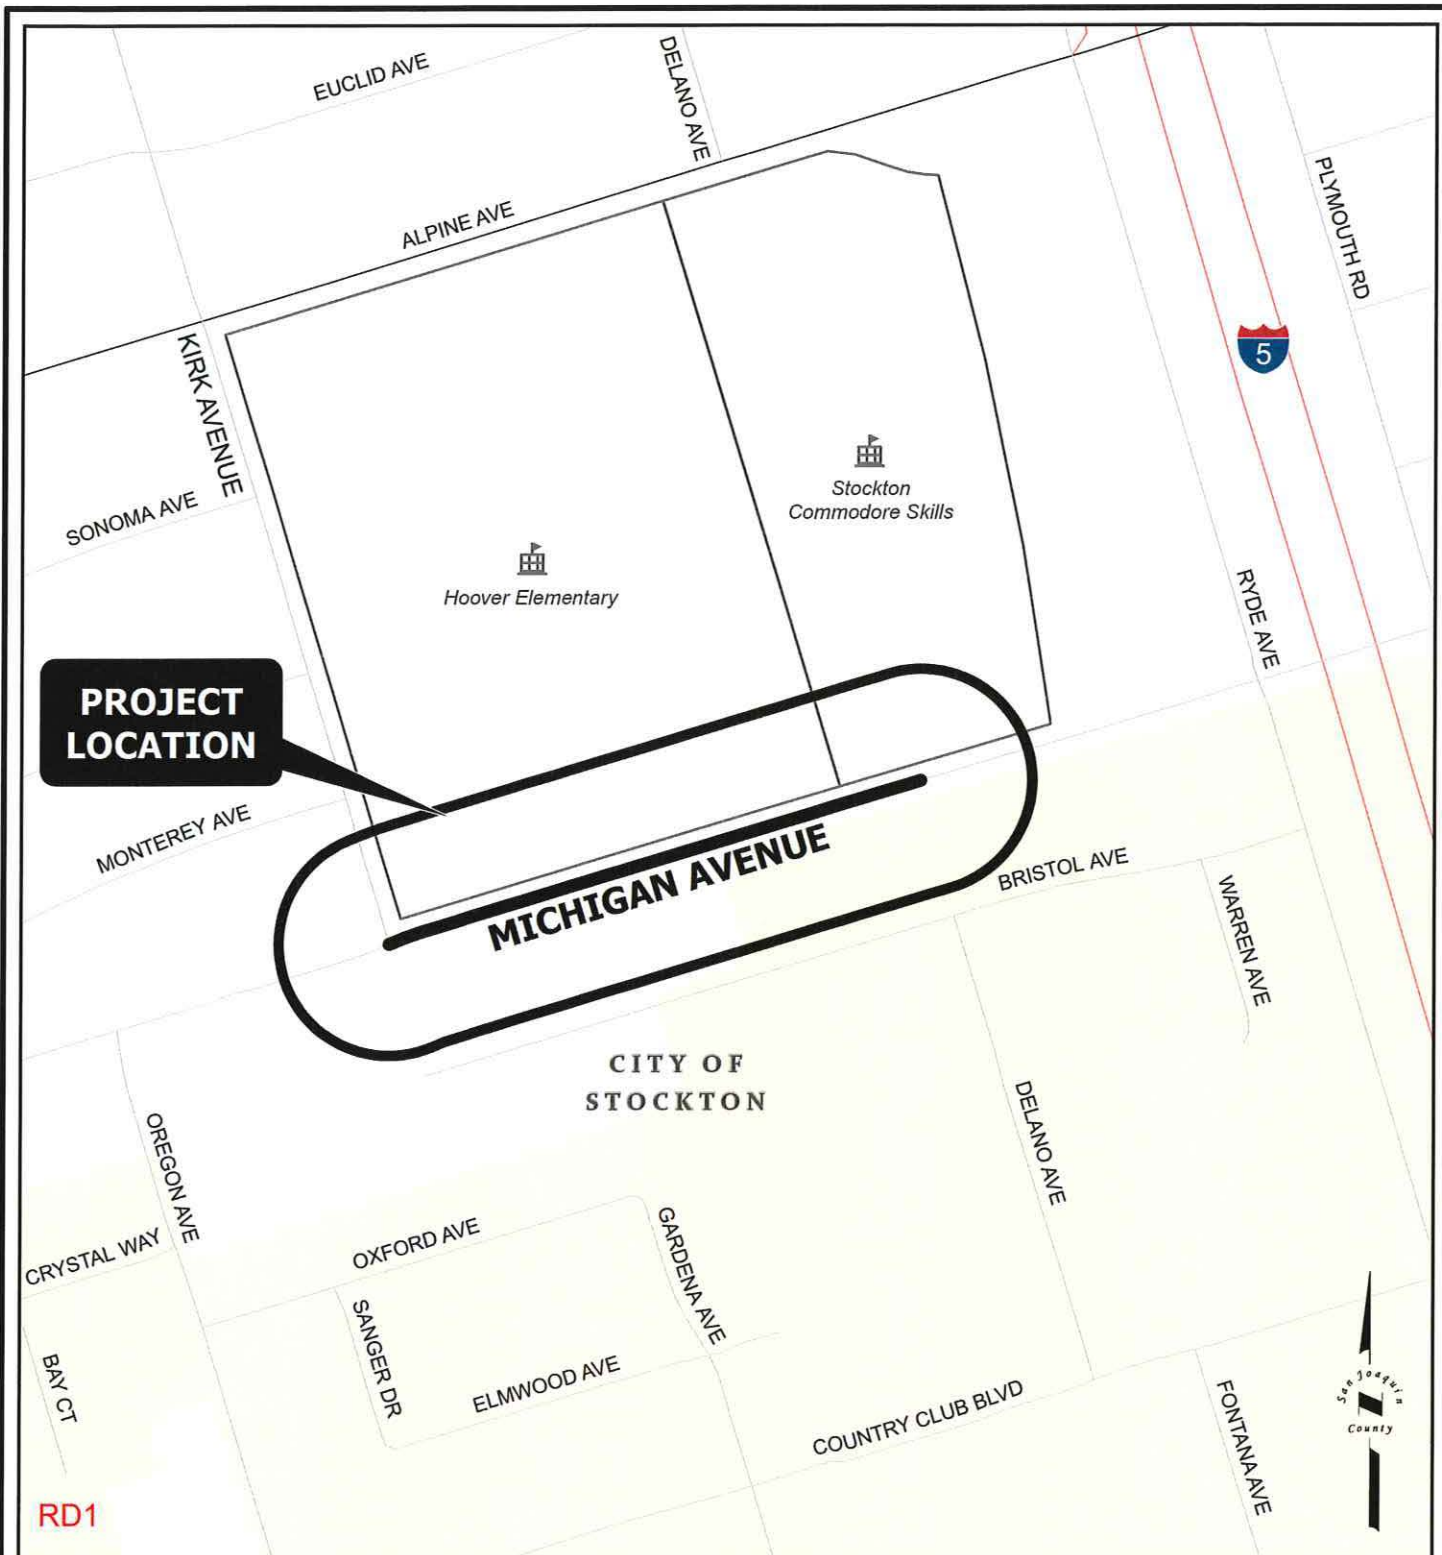 EUCLID AVE
DELANO AVE
ALPINE AVE
PLYMOUTH RD
KIRK AVENUE
5
SONOMA AVE
Stockton
Commodore Skills
Hoover Elementary
RYDE AVE
PROJECT
LOCATION
MONTEREY AVE
MICHIGAN AVENUE
BRISTOL AVE
WARREN AVE
CITY OF
STOCKTON
DELANO AVE
OREGON AVE
CRYSTAL WAY
OXFORD AVE
GARDENA AVE
SANGER DR
BAY CT
ELMWOOD AVE
COUNTRY CLUB BLVD
FONTANA AVE
San Joaquin
County
RD1